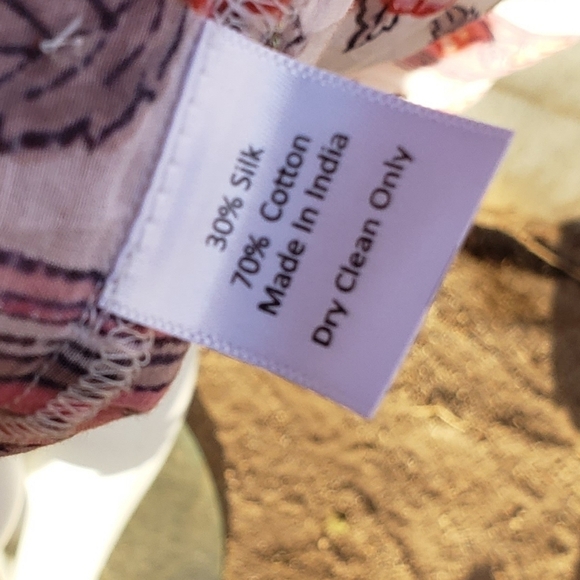 30% Silk
70% Cotton
Made In India
Dry Clean Only